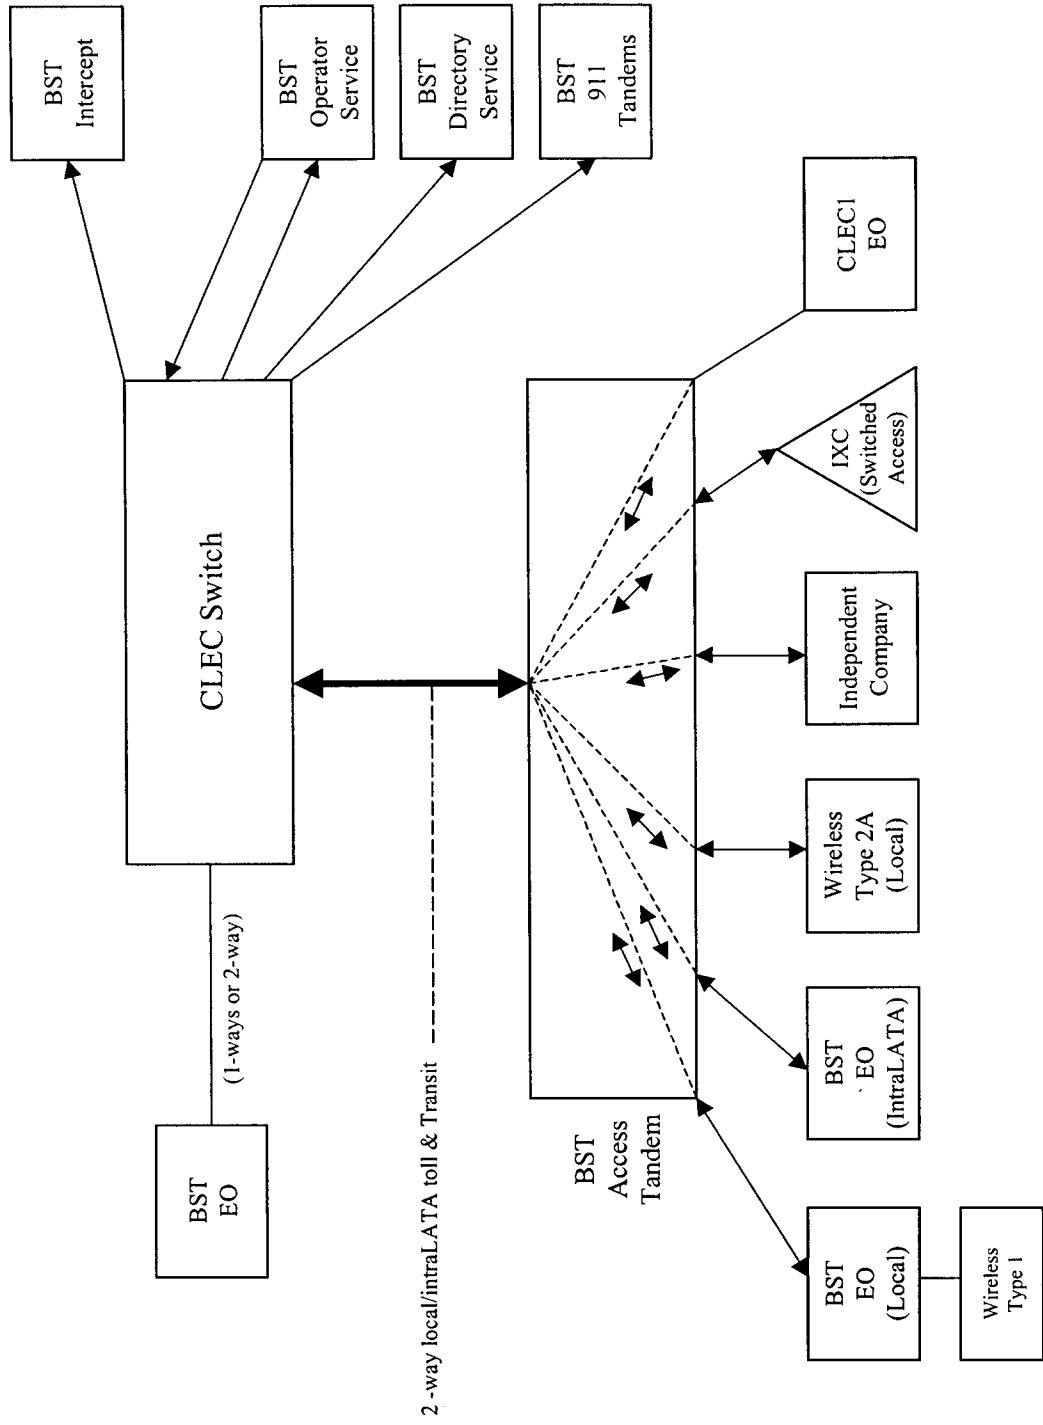 BST
EO
(1-ways or 2-way)
CLEC Switch
BST
Intercept
BST
Operator
Service
BST
Directory
Service
BST
911
Tandems
2 -way local/intraLATA toll & Transit
BST
Access
Tandem
BST
EO
(Local)
Wireless
Type 1
BST
EO
(IntraLATA)
Wireless
Type 2A
(Local)
Independent
Company
IXC
(Switched
Access)
CLEC1
EO